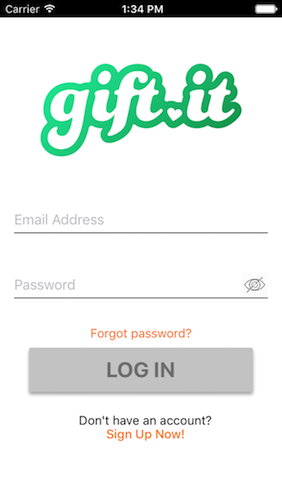 Carrier 1:34 PM
gift.it
Email Address
Password
Forgot password?
LOG IN
Don't have an account?
Sign Up Now!